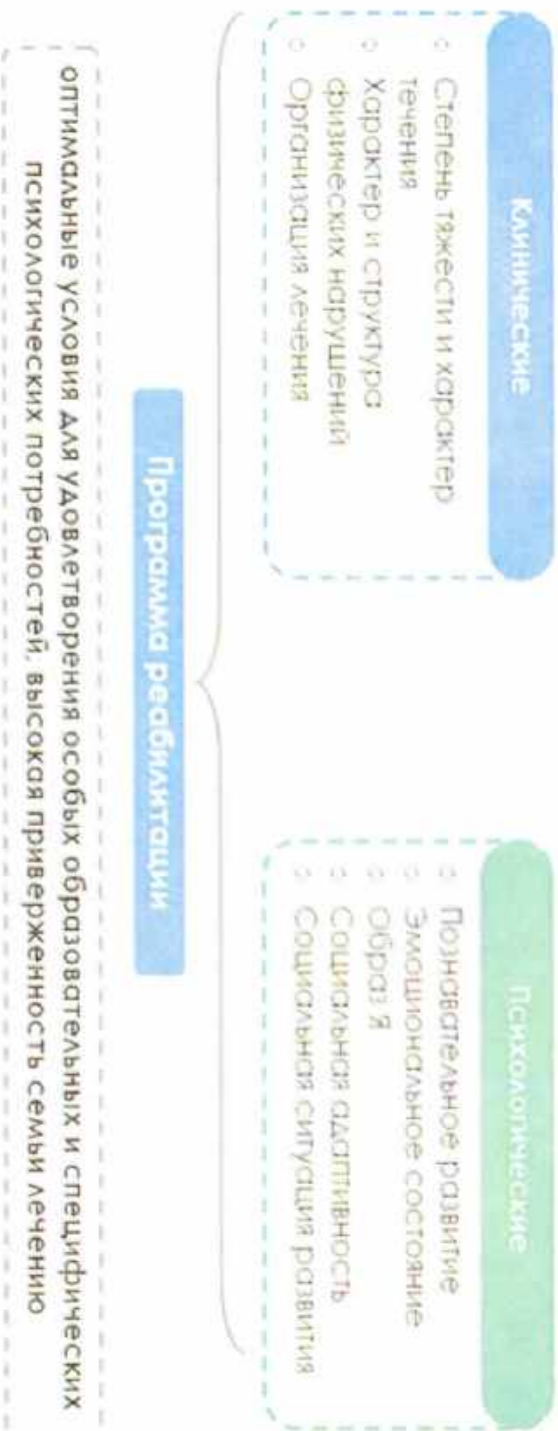 Клинические
Степень тяжести и характер
течения
Характер и структура
физических нарушений
Организация лечения
Психологические
Познавательное развитие
Эмоциональное состояние
Образ Я
Социальная адаптивность
Социальная ситуация развития
Программа реабилитации
оптимальные условия для удовлетворения особых образовательных и специфических
психологических потребностей, высокая приверженность семьи лечению